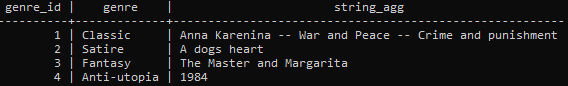 genre_id | genre | string_agg
----------+-------------+-------------------------------------------------------
1 | Classic | Anna Karenina -- War and Peace -- Crime and punishment
2 | Satire | A dogs heart
3 | Fantasy | The Master and Margarita
4 | Anti-utopia | 1984